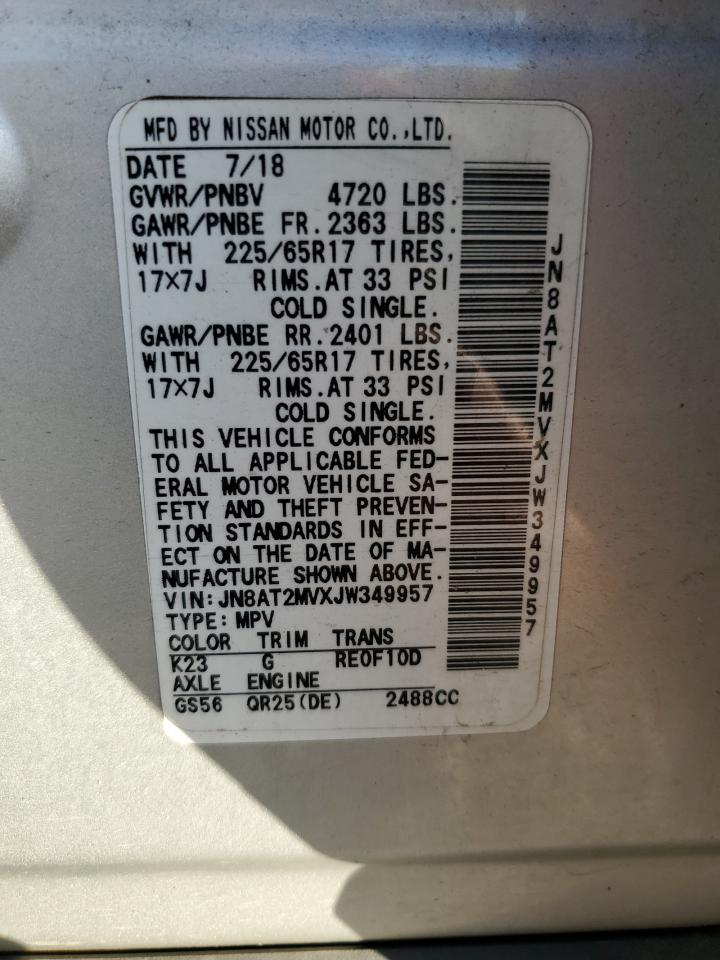 MFD BY NISSAN MOTOR CO.,LTD.
DATE 7/18
GVWR/PNBV 4720 LBS.
GAWR/PNBE FR.2363 LBS.
WITH 225/65R17 TIRES,
17X7J RIMS.AT 33 PSI
COLD SINGLE.
GAWR/PNBE RR.2401 LBS.
WITH 225/65R17 TIRES,
17X7J RIMS.AT 33 PSI
COLD SINGLE.
THIS VEHICLE CONFORMS
TO ALL APPLICABLE FED-
ERAL MOTOR VEHICLE SA-
FETY AND THEFT PREVEN-
TION STANDARDS IN EFF-
ECT ON THE DATE OF MA-
NUFACTURE SHOWN ABOVE.
VIN:JN8AT2MVXJW349957
TYPE:MPV
COLOR TRIM TRANS
K23 G RE0F10D
AXLE ENGINE
GS56 QR25(DE) 2488CC
JN8AT2MVXJW349957